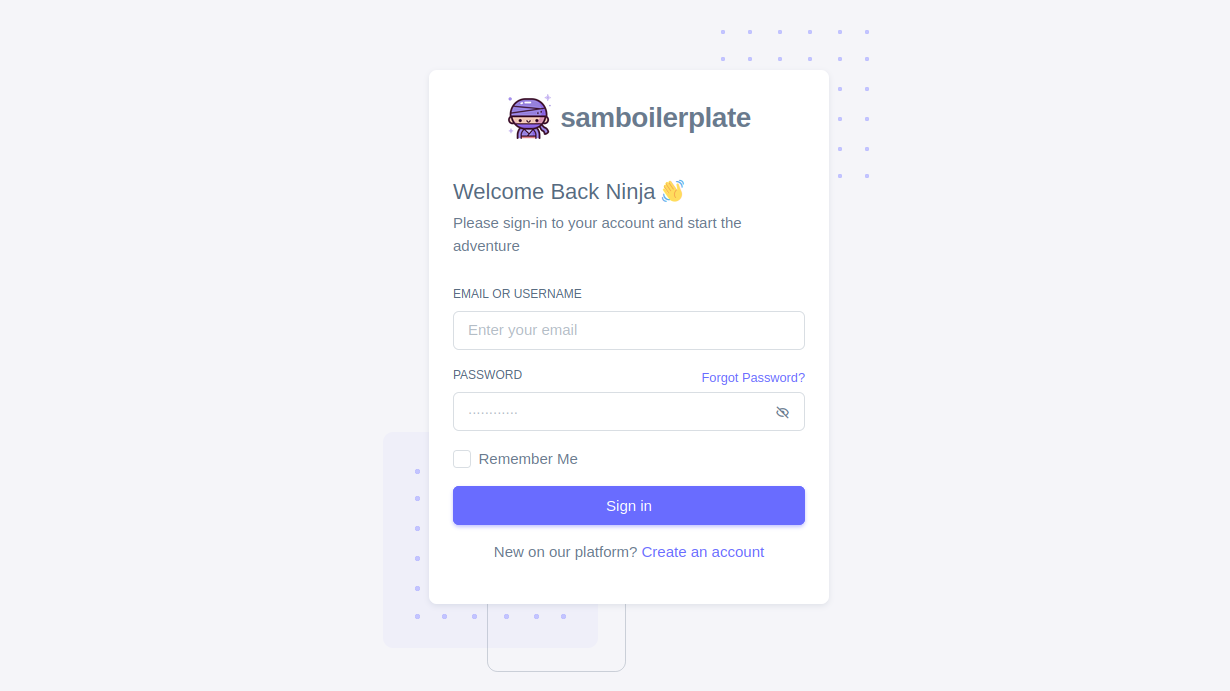 samboilerplate
Welcome Back Ninja 👋
Please sign-in to your account and start the
adventure
EMAIL OR USERNAME
Enter your email
PASSWORD
Forgot Password?
············
Remember Me
Sign in
New on our platform? Create an account